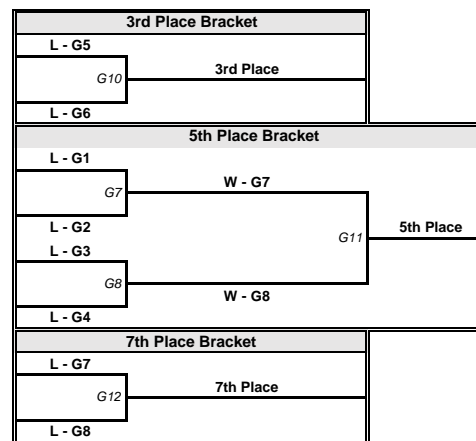 3rd Place Bracket
L - G5
G10
3rd Place
L - G6
5th Place Bracket
L - G1
G7
W - G7
L - G2
G11
5th Place
L - G3
G8
W - G8
L - G4
7th Place Bracket
L - G7
G12
7th Place
L - G8